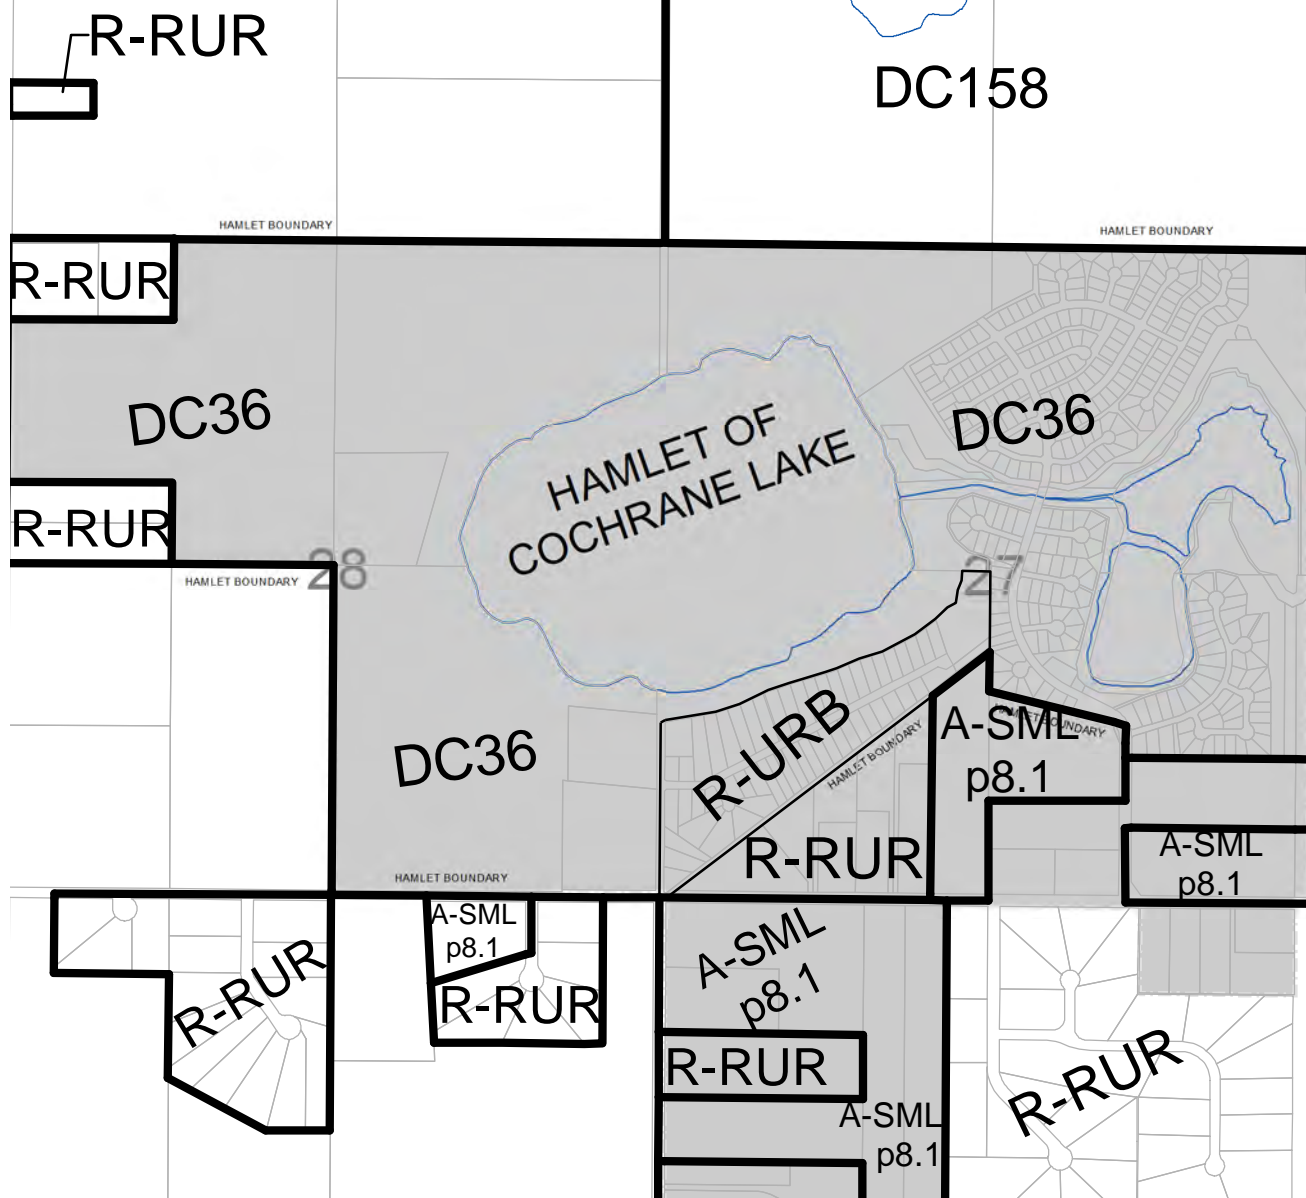 R-RUR
DC158
HAMLET BOUNDARY
HAMLET BOUNDARY
R-RUR
DC36
HAMLET OF
COCHRANE LAKE
DC36
R-RUR
28
HAMLET BOUNDARY
27
R-URB
HAMLET BOUNDARY
A-SML
p8.1
HAMLET BOUNDARY
DC36
R-RUR
A-SML
p8.1
HAMLET BOUNDARY
A-SML
p8.1
R-RUR
R-RUR
A-SML
p8.1
R-RUR
A-SML
p8.1
R-RUR